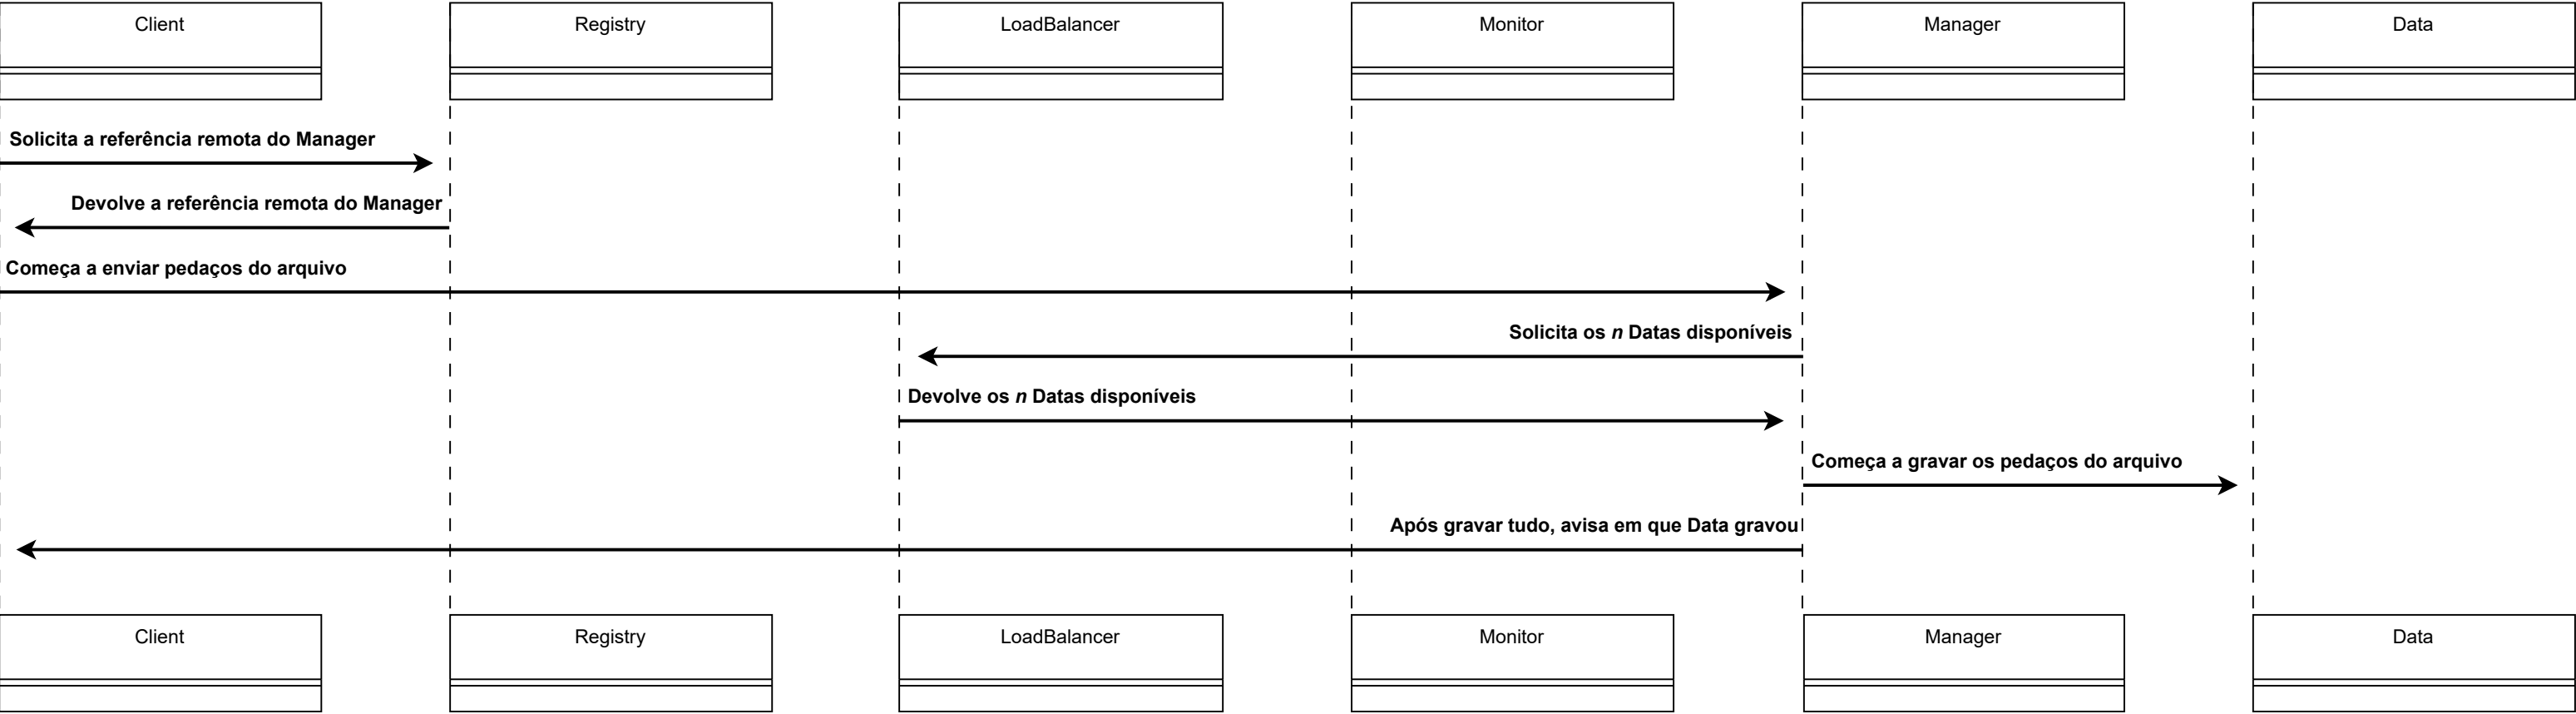 Client
Registry
LoadBalancer
Monitor
Manager
Data
Solicita a referência remota do Manager
Devolve a referência remota do Manager
Começa a enviar pedaços do arquivo
Solicita os n Datas disponíveis
Devolve os n Datas disponíveis
Começa a gravar os pedaços do arquivo
Após gravar tudo, avisa em que Data gravou
Client
Registry
LoadBalancer
Monitor
Manager
Data